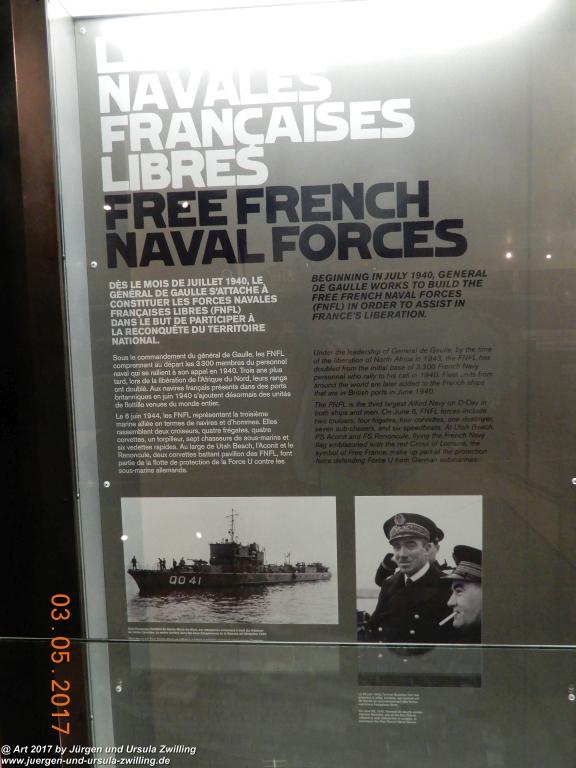 NAVALES
FRANÇAISES
LIBRES
FREE FRENCH
NAVAL FORCES
DÈS LE MOIS DE JUILLET 1940, LE
GÉNÉRAL DE GAULLE S'ATTACHE À
CONSTITUER LES FORCES NAVALES
FRANÇAISES LIBRES (FNFL)
DANS LE BUT DE PARTICIPER À
LA RECONQUÊTE DU TERRITOIRE
NATIONAL.
Sous le commandement du général de Gaulle, les FNFL
comprennent au départ les 3300 membres du personnel
naval qui se rallient à son appel en 1940. Trois ans plus
tard, lors de la libération de l'Afrique du Nord, leurs rangs
ont doublé. Aux navires français présents dans des ports
britanniques en juin 1940 s'ajoutent désormais des unités
de flottille venues du monde entier.
Le 6 juin 1944, les FNFL représentent la troisième
marine alliée en termes de navires et d'hommes. Elles
rassemblent deux croiseurs, quatre frégates, quatre
corvettes, un torpilleur, sept chasseurs de sous-marins et
six vedettes rapides. Au large de Utah Beach, l'Aconit et le
Renoncule, deux corvettes battant pavillon des FNFL, font
partie de la flotte de protection de la Force U contre les
sous-marins allemands.
BEGINNING IN JULY 1940, GENERAL
DE GAULLE WORKS TO BUILD THE
FREE FRENCH NAVAL FORCES
(FNFL) IN ORDER TO ASSIST IN
FRANCE'S LIBERATION.
Under the leadership of General de Gaulle, by the time
of the liberation of North Africa in 1943, the FNFL has
doubled from the initial base of 3,300 French Navy
personnel who rally to his call in 1940. Fleet units from
around the world are later added to the French ships
that are in British ports in June 1940.
The FNFL is the third largest Allied Navy on D-Day in
both ships and men. On June 6, FNFL forces include
two cruisers, four frigates, four corvettes, one destroyer,
seven sub-chasers, and six speedboats. At Utah Beach,
FS Aconit and FS Renoncule, flying the French Navy
flag emblazoned with the red Cross of Lorraine, the
symbol of Free France, make up part of the protection
force defending Force U from German submarines.
QO 41
03.05.2017
@ Art 2017 by Jürgen und Ursula Zwilling
www.juergen-und-ursula-zwilling.de